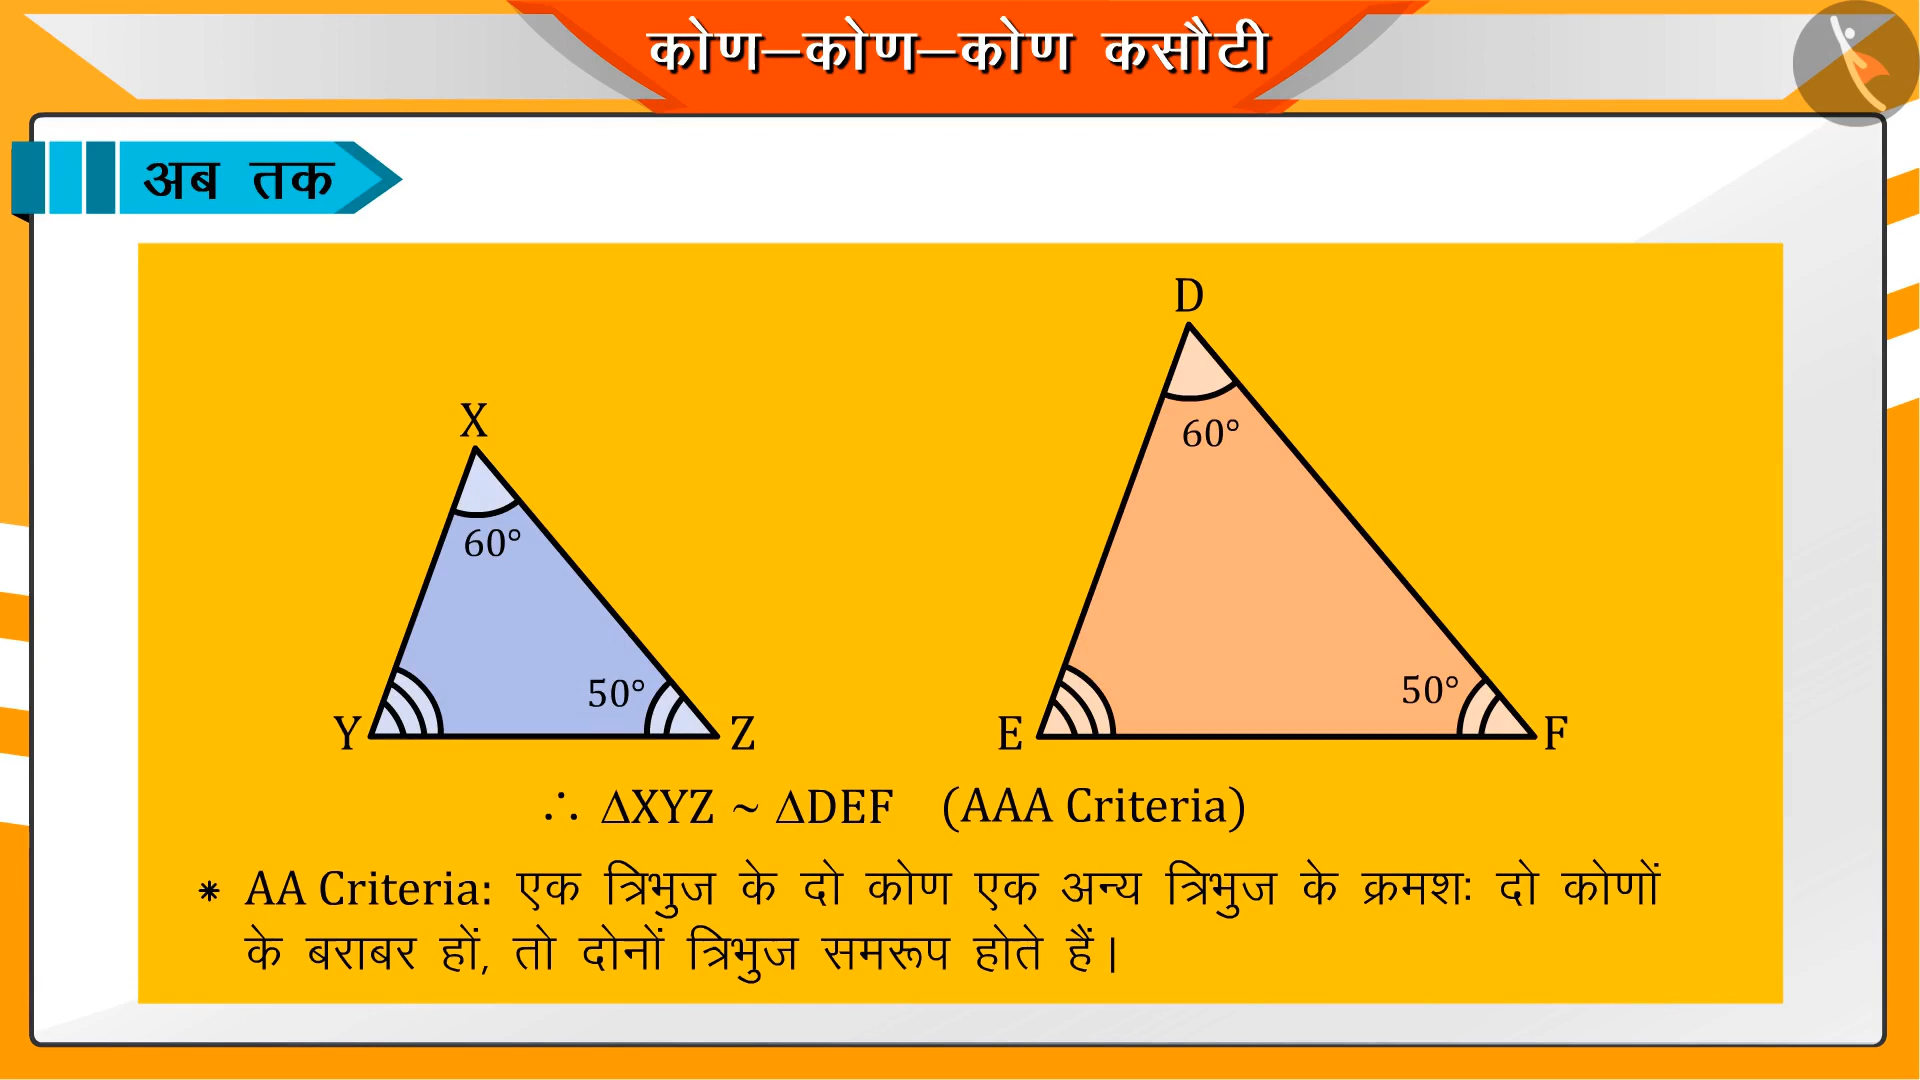 कोण–कोण–कोण कसौटी
अब तक
D
X
60°
60°
50°
50°
Y
Z
E
F
∴ ΔXYZ ~ ΔDEF (AAA Criteria)
* AA Criteria: एक त्रिभुज के दो कोण एक अन्य त्रिभुज के क्रमशः दो कोणों
के बराबर हों, तो दोनों त्रिभुज समरूप होते हैं।